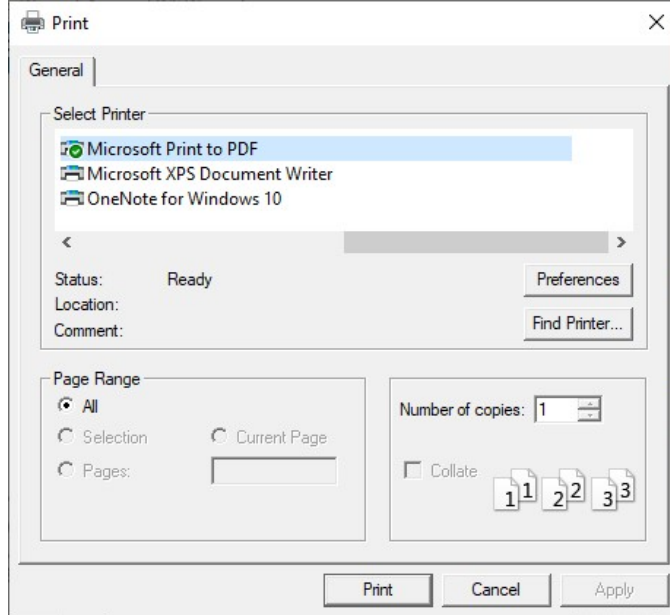 Print
General
Select Printer
Microsoft Print to PDF
Microsoft XPS Document Writer
OneNote for Windows 10
Status: Ready
Preferences
Location:
Comment:
Find Printer...
Page Range
All
Selection Current Page
Pages:
Number of copies: 1
Collate
1 1 2 2 3 3
Print Cancel Apply